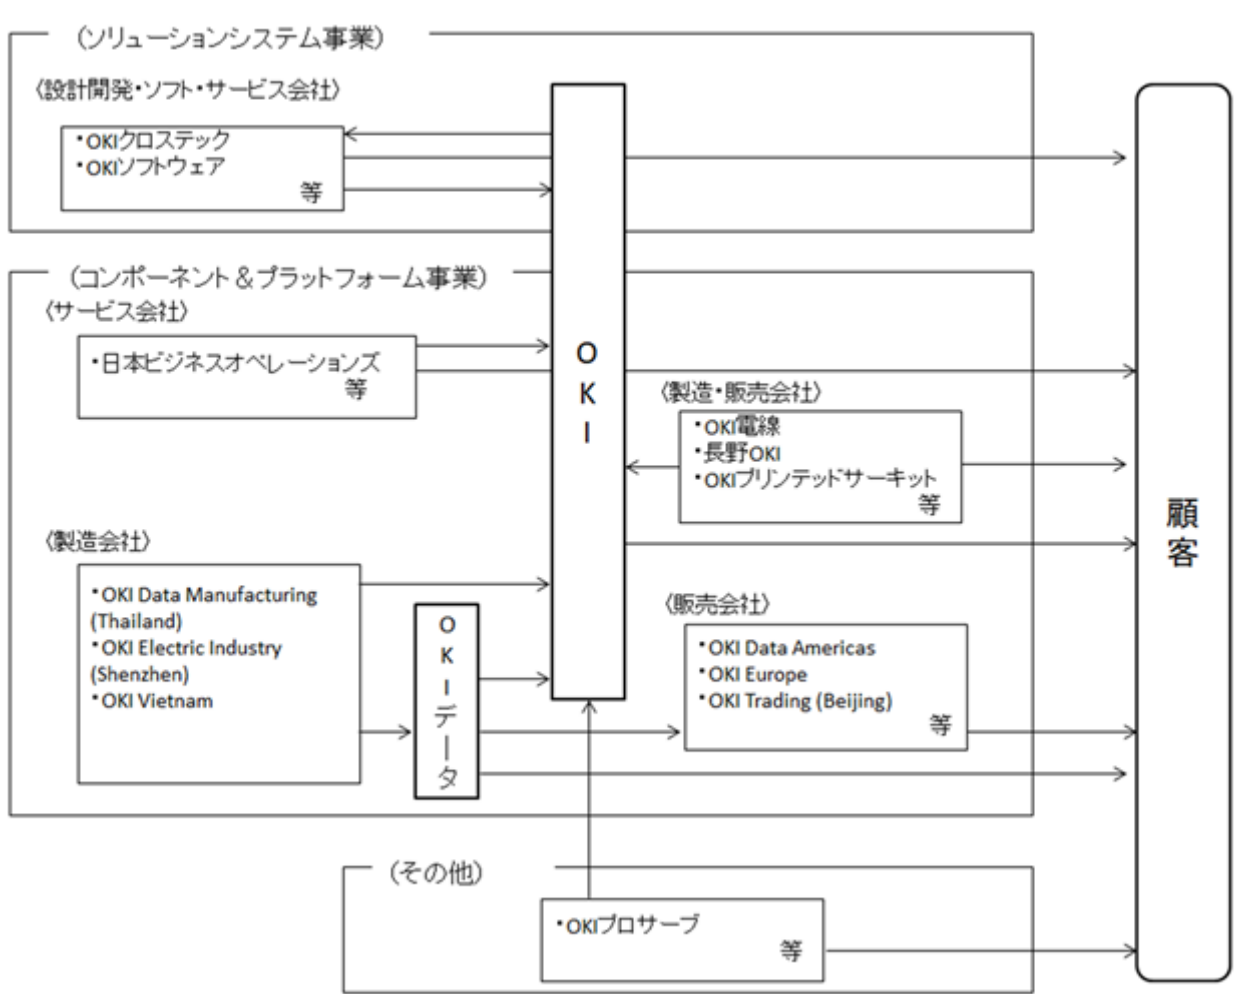 （ソリューションシステム事業）
〈設計開発・ソフト・サービス会社〉
・OKIクロステック
・OKIソフトウェア
等
（コンポーネント＆プラットフォーム事業）
〈サービス会社〉
・日本ビジネスオペレーションズ
等
OKI
〈製造・販売会社〉
・OKI電線
・長野OKI
・OKIプリンテッドサーキット
等
顧客
〈製造会社〉
・OKI Data Manufacturing
(Thailand)
・OKI Electric Industry
(Shenzhen)
・OKI Vietnam
OKIデータ
〈販売会社〉
・OKI Data Americas
・OKI Europe
・OKI Trading (Beijing)
等
（その他）
・OKIプロサーブ
等